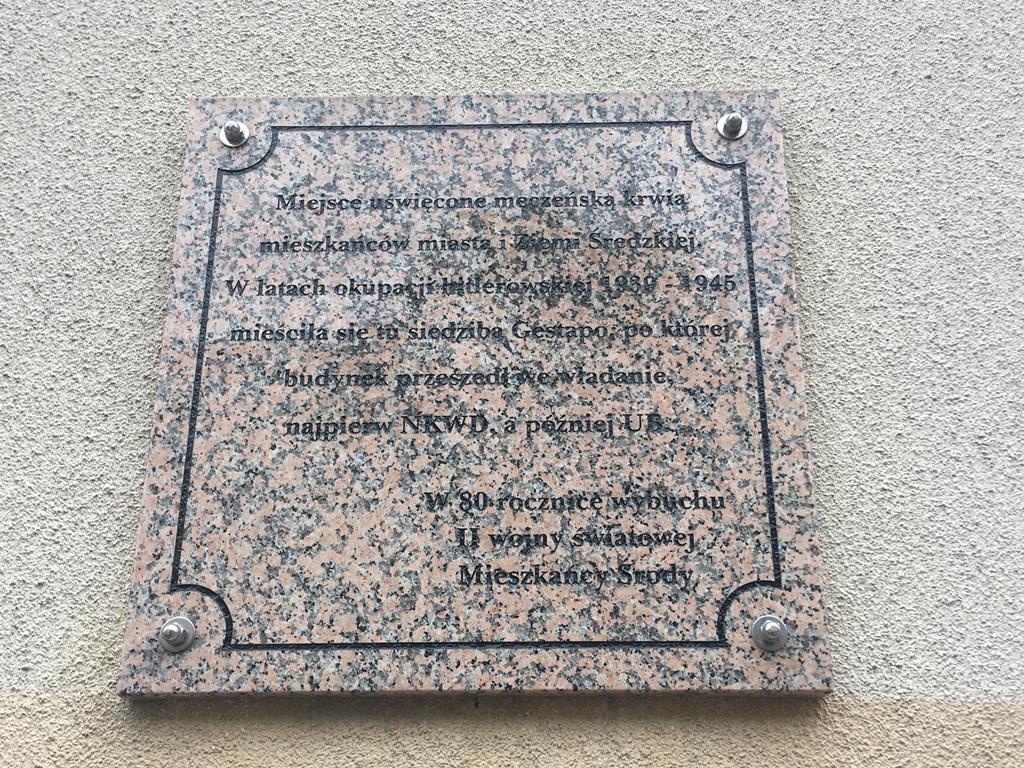 Miejsce uświęcone męczeńską krwią
mieszkańców miasta i Ziemi Średzkiej.
W latach okupacji hitlerowskiej 1939 - 1945
mieściła się tu siedziba Gestapo, po której
budynek przeszedł we władanie,
najpierw NKWD, a później UB.
W 80 rocznicę wybuchu
II wojny światowej
Mieszkańcy Środy